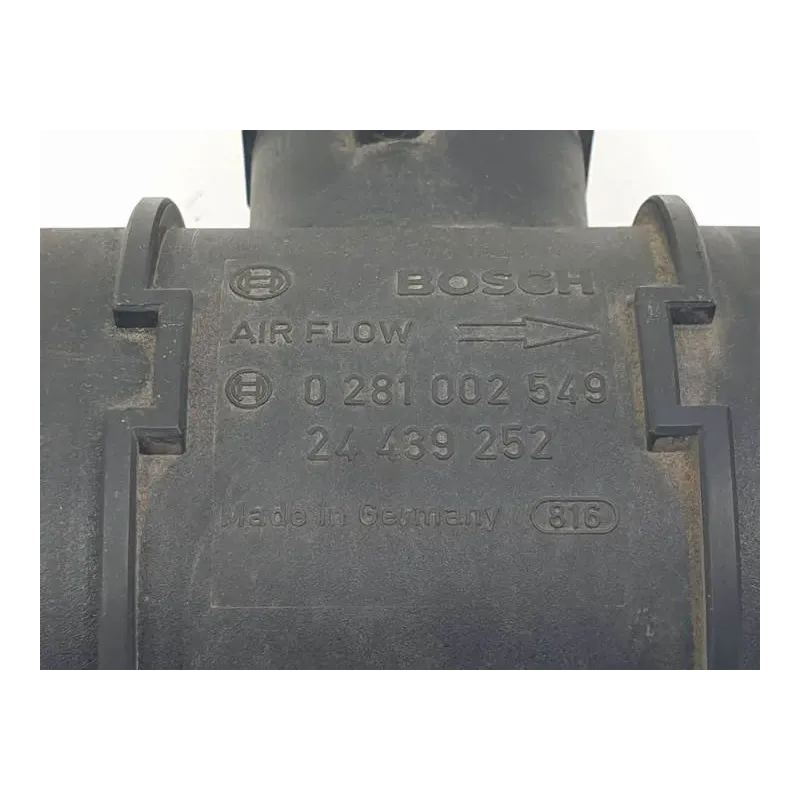 BOSCH
AIR FLOW
0 281 002 549
24 439 252
Made in Germany 816